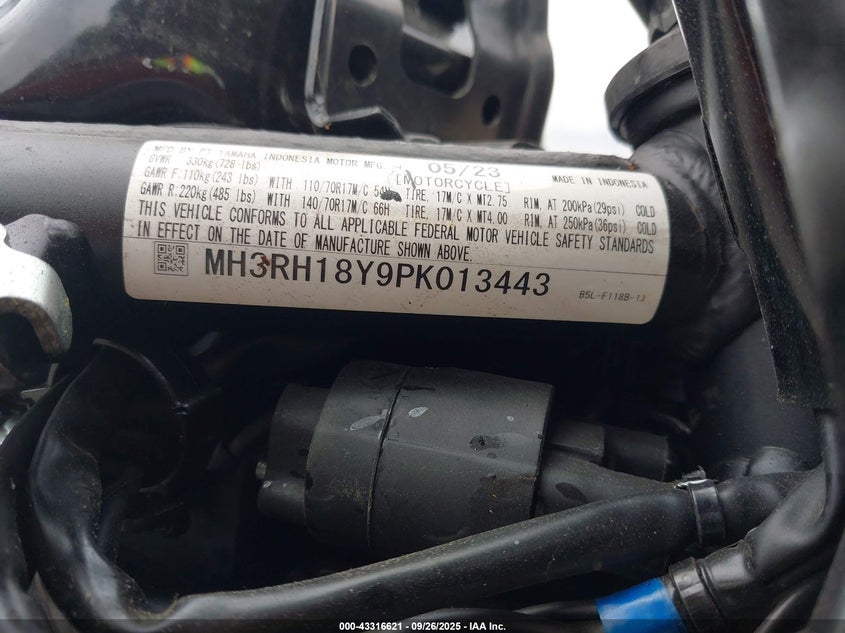 MFD BY PT YAMAHA INDONESIA MOTOR MFG. 05/23
GVWR 330kg(728 lbs) [MOTORCYCLE] MADE IN INDONESIA
GAWR F:110kg(243 lbs) WITH 110/70R17M/C 54H TIRE, 17M/C X MT2.75 RIM, AT 200kPa(29psi) COLD
GAWR R:220kg(485 lbs) WITH 140/70R17M/C 66H TIRE, 17M/C X MT4.00 RIM, AT 250kPa(36psi) COLD
THIS VEHICLE CONFORMS TO ALL APPLICABLE FEDERAL MOTOR VEHICLE SAFETY STANDARDS
IN EFFECT ON THE DATE OF MANUFACTURE SHOWN ABOVE.
MH3RH18Y9PK013443
B5L-F118B-11
000-43316621 - 09/26/2025 - IAA Inc.